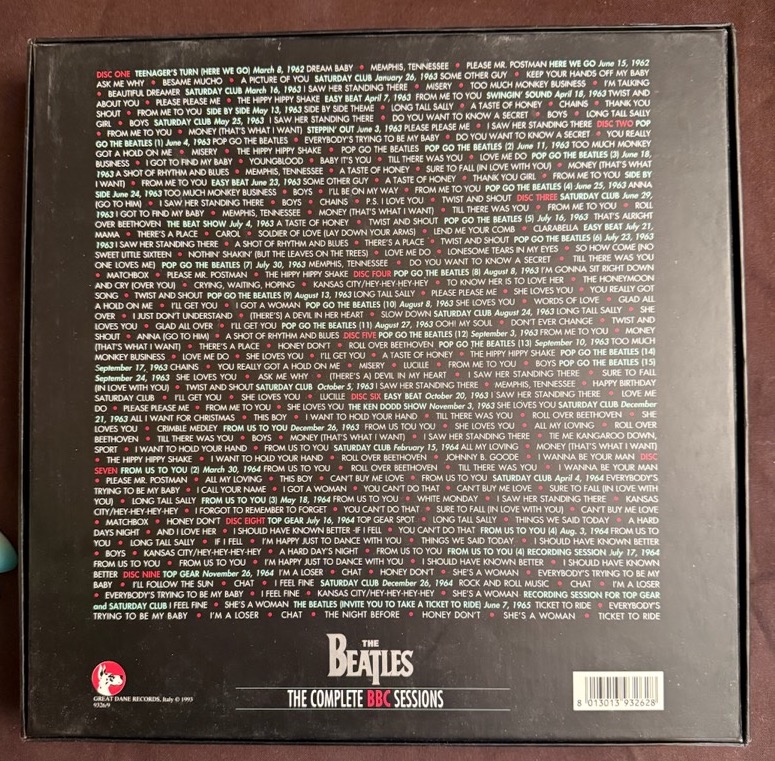 DISC ONE TEENAGER'S TURN (HERE WE GO) March 8, 1962 DREAM BABY • MEMPHIS, TENNESSEE • PLEASE MR. POSTMAN HERE WE GO June 15, 1962
ASK ME WHY • BESAME MUCHO • A PICTURE OF YOU SATURDAY CLUB January 26, 1963 SOME OTHER GUY • KEEP YOUR HANDS OFF MY BABY
• BEAUTIFUL DREAMER SATURDAY CLUB March 16, 1963 I SAW HER STANDING THERE • MISERY • TOO MUCH MONKEY BUSINESS • I'M TALKING
ABOUT YOU • PLEASE PLEASE ME • THE HIPPY HIPPY SHAKE EASY BEAT April 7, 1963 FROM ME TO YOU SWINGIN' SOUND April 18, 1963 TWIST AND
SHOUT • FROM ME TO YOU SIDE BY SIDE May 13, 1963 SIDE BY SIDE THEME • LONG TALL SALLY • A TASTE OF HONEY • CHAINS • THANK YOU
GIRL • BOYS SATURDAY CLUB May 25, 1963 I SAW HER STANDING THERE • DO YOU WANT TO KNOW A SECRET • BOYS • LONG TALL SALLY
• FROM ME TO YOU • MONEY (THAT'S WHAT I WANT) STEPPIN' OUT June 3, 1963 PLEASE PLEASE ME • I SAW HER STANDING THERE DISC TWO POP
GO THE BEATLES (1) June 4, 1963 POP GO THE BEATLES • EVERYBODY'S TRYING TO BE MY BABY • DO YOU WANT TO KNOW A SECRET • YOU REALLY
GOT A HOLD ON ME • MISERY • THE HIPPY HIPPY SHAKE • POP GO THE BEATLES POP GO THE BEATLES (2) June 11, 1963 TOO MUCH MONKEY
BUSINESS • I GOT TO FIND MY BABY • YOUNGBLOOD • BABY IT'S YOU • TILL THERE WAS YOU • LOVE ME DO POP GO THE BEATLES (3) June 18,
1963 A SHOT OF RHYTHM AND BLUES • MEMPHIS, TENNESSEE • A TASTE OF HONEY • SURE TO FALL (IN LOVE WITH YOU) • MONEY (THAT'S WHAT
I WANT) • FROM ME TO YOU EASY BEAT June 23, 1963 SOME OTHER GUY • A TASTE OF HONEY • THANK YOU GIRL • FROM ME TO YOU SIDE BY
SIDE June 24, 1963 TOO MUCH MONKEY BUSINESS • BOYS • I'LL BE ON MY WAY • FROM ME TO YOU POP GO THE BEATLES (4) June 25, 1963 ANNA
(GO TO HIM) • I SAW HER STANDING THERE • BOYS • CHAINS • P.S. I LOVE YOU • TWIST AND SHOUT DISC THREE SATURDAY CLUB June 29,
1963 I GOT TO FIND MY BABY • MEMPHIS, TENNESSEE • MONEY (THAT'S WHAT I WANT) • TILL THERE WAS YOU • FROM ME TO YOU • ROLL
OVER BEETHOVEN THE BEAT SHOW July 4, 1963 A TASTE OF HONEY • TWIST AND SHOUT POP GO THE BEATLES (5) July 16, 1963 THAT'S ALRIGHT
MAMA • THERE'S A PLACE • CAROL • SOLDIER OF LOVE (LAY DOWN YOUR ARMS) • LEND ME YOUR COMB • CLARABELLA EASY BEAT July 21,
1963 I SAW HER STANDING THERE • A SHOT OF RHYTHM AND BLUES • THERE'S A PLACE • TWIST AND SHOUT POP GO THE BEATLES (6) July 23, 1963
SWEET LITTLE SIXTEEN • NOTHIN' SHAKIN' (BUT THE LEAVES ON THE TREES) • LOVE ME DO • LONESOME TEARS IN MY EYES • SO HOW COME (NO
ONE LOVES ME) POP GO THE BEATLES (7) July 30, 1963 MEMPHIS, TENNESSEE • DO YOU WANT TO KNOW A SECRET • TILL THERE WAS YOU
• MATCHBOX • PLEASE MR. POSTMAN • THE HIPPY HIPPY SHAKE DISC FOUR POP GO THE BEATLES (8) August 8, 1963 I'M GONNA SIT RIGHT DOWN
AND CRY (OVER YOU) • CRYING, WAITING, HOPING • KANSAS CITY/HEY-HEY-HEY-HEY • TO KNOW HER IS TO LOVE HER • THE HONEYMOON
SONG • TWIST AND SHOUT POP GO THE BEATLES (9) August 13, 1963 LONG TALL SALLY • PLEASE PLEASE ME • SHE LOVES YOU • YOU REALLY GOT
A HOLD ON ME • I'LL GET YOU • I GOT A WOMAN POP GO THE BEATLES (10) August 8, 1963 SHE LOVES YOU • WORDS OF LOVE • GLAD ALL
OVER • I JUST DON'T UNDERSTAND • (THERE'S) A DEVIL IN HER HEART • SLOW DOWN SATURDAY CLUB August 24, 1963 LONG TALL SALLY • SHE
LOVES YOU • GLAD ALL OVER • I'LL GET YOU POP GO THE BEATLES (11) August 27, 1963 OOH! MY SOUL • DON'T EVER CHANGE • TWIST AND
SHOUT • ANNA (GO TO HIM) • A SHOT OF RHYTHM AND BLUES DISC FIVE POP GO THE BEATLES (12) September 3, 1963 FROM ME TO YOU • MONEY
(THAT'S WHAT I WANT) • THERE'S A PLACE • HONEY DON'T • ROLL OVER BEETHOVEN POP GO THE BEATLES (13) September 10, 1963 TOO MUCH
MONKEY BUSINESS • LOVE ME DO • SHE LOVES YOU • I'LL GET YOU • A TASTE OF HONEY • THE HIPPY HIPPY SHAKE POP GO THE BEATLES (14)
September 17, 1963 CHAINS • YOU REALLY GOT A HOLD ON ME • MISERY • LUCILLE • FROM ME TO YOU • BOYS POP GO THE BEATLES (15)
September 24, 1963 SHE LOVES YOU • ASK ME WHY • (THERE'S A) DEVIL IN MY HEART • I SAW HER STANDING THERE • SURE TO FALL
(IN LOVE WITH YOU) • TWIST AND SHOUT SATURDAY CLUB October 5, 1963 I SAW HER STANDING THERE • MEMPHIS, TENNESSEE • HAPPY BIRTHDAY
SATURDAY CLUB • I'LL GET YOU • SHE LOVES YOU • LUCILLE DISC SIX EASY BEAT October 20, 1963 I SAW HER STANDING THERE • LOVE ME
DO • PLEASE PLEASE ME • FROM ME TO YOU • SHE LOVES YOU THE KEN DODD SHOW November 3, 1963 SHE LOVES YOU SATURDAY CLUB December
21, 1963 ALL I WANT FOR CHRISTMAS • THIS BOY • I WANT TO HOLD YOUR HAND • TILL THERE WAS YOU • ROLL OVER BEETHOVEN • SHE
LOVES YOU • CRIMBLE MEDLEY FROM US TO YOU December 26, 1963 FROM US TO YOU • SHE LOVES YOU • ALL MY LOVING • ROLL OVER
BEETHOVEN • TILL THERE WAS YOU • BOYS • MONEY (THAT'S WHAT I WANT) • I SAW HER STANDING THERE • TIE ME KANGAROO DOWN,
SPORT • I WANT TO HOLD YOUR HAND • FROM US TO YOU SATURDAY CLUB February 15, 1964 ALL MY LOVING • MONEY (THAT'S WHAT I WANT)
• THE HIPPY HIPPY SHAKE • I WANT TO HOLD YOUR HAND • ROLL OVER BEETHOVEN • JOHNNY B. GOODE • I WANNA BE YOUR MAN DISC
SEVEN FROM US TO YOU (2) March 30, 1964 FROM US TO YOU • ROLL OVER BEETHOVEN • TILL THERE WAS YOU • I WANNA BE YOUR MAN
• PLEASE MR. POSTMAN • ALL MY LOVING • THIS BOY • CAN'T BUY ME LOVE • FROM US TO YOU SATURDAY CLUB April 4, 1964 EVERYBODY'S
TRYING TO BE MY BABY • I CALL YOUR NAME • I GOT A WOMAN • YOU CAN'T DO THAT • CAN'T BUY ME LOVE • SURE TO FALL (IN LOVE WITH
YOU) • LONG TALL SALLY FROM US TO YOU (3) May 18, 1964 FROM US TO YOU • WHIT MONDAY • I SAW HER STANDING THERE • KANSAS
CITY/HEY-HEY-HEY-HEY • I FORGOT TO REMEMBER TO FORGET • YOU CAN'T DO THAT • SURE TO FALL (IN LOVE WITH YOU) • CAN'T BUY ME LOVE
• MATCHBOX • HONEY DON'T DISC EIGHT TOP GEAR July 16, 1964 TOP GEAR SPOT • LONG TALL SALLY • THINGS WE SAID TODAY • A HARD
DAYS NIGHT • AND I LOVE HER • I SHOULD HAVE KNOWN BETTER • IF I FELL • YOU CAN'T DO THAT FROM US TO YOU (4) Aug. 3, 1964 FROM US TO
YOU • LONG TALL SALLY • IF I FELL • I'M HAPPY JUST TO DANCE WITH YOU • THINGS WE SAID TODAY • I SHOULD HAVE KNOWN BETTER
• BOYS • KANSAS CITY/HEY-HEY-HEY-HEY • A HARD DAY'S NIGHT • FROM US TO YOU FROM US TO YOU (4) RECORDING SESSION July 17, 1964
FROM US TO YOU • FROM US TO YOU • I'M HAPPY JUST TO DANCE WITH YOU • I SHOULD HAVE KNOWN BETTER • I SHOULD HAVE KNOWN
BETTER DISC NINE TOP GEAR November 26, 1964 I'M A LOSER • CHAT • HONEY DON'T • SHE'S A WOMAN • EVERYBODY'S TRYING TO BE MY
BABY • I'LL FOLLOW THE SUN • CHAT • I FEEL FINE SATURDAY CLUB December 26, 1964 ROCK AND ROLL MUSIC • CHAT • I'M A LOSER
• EVERYBODY'S TRYING TO BE MY BABY • I FEEL FINE • KANSAS CITY/HEY-HEY-HEY-HEY • SHE'S A WOMAN RECORDING SESSION FOR TOP GEAR
and SATURDAY CLUB I FEEL FINE • SHE'S A WOMAN THE BEATLES (INVITE YOU TO TAKE A TICKET TO RIDE) June 7, 1965 TICKET TO RIDE • EVERYBODY'S
TRYING TO BE MY BABY • I'M A LOSER • CHAT • THE NIGHT BEFORE • HONEY DON'T • SHE'S A WOMAN • TICKET TO RIDE
THE
BEATLES
THE COMPLETE BBC SESSIONS
GREAT DANE RECORDS, Italy © 1993
9326/9
8 013013 932628